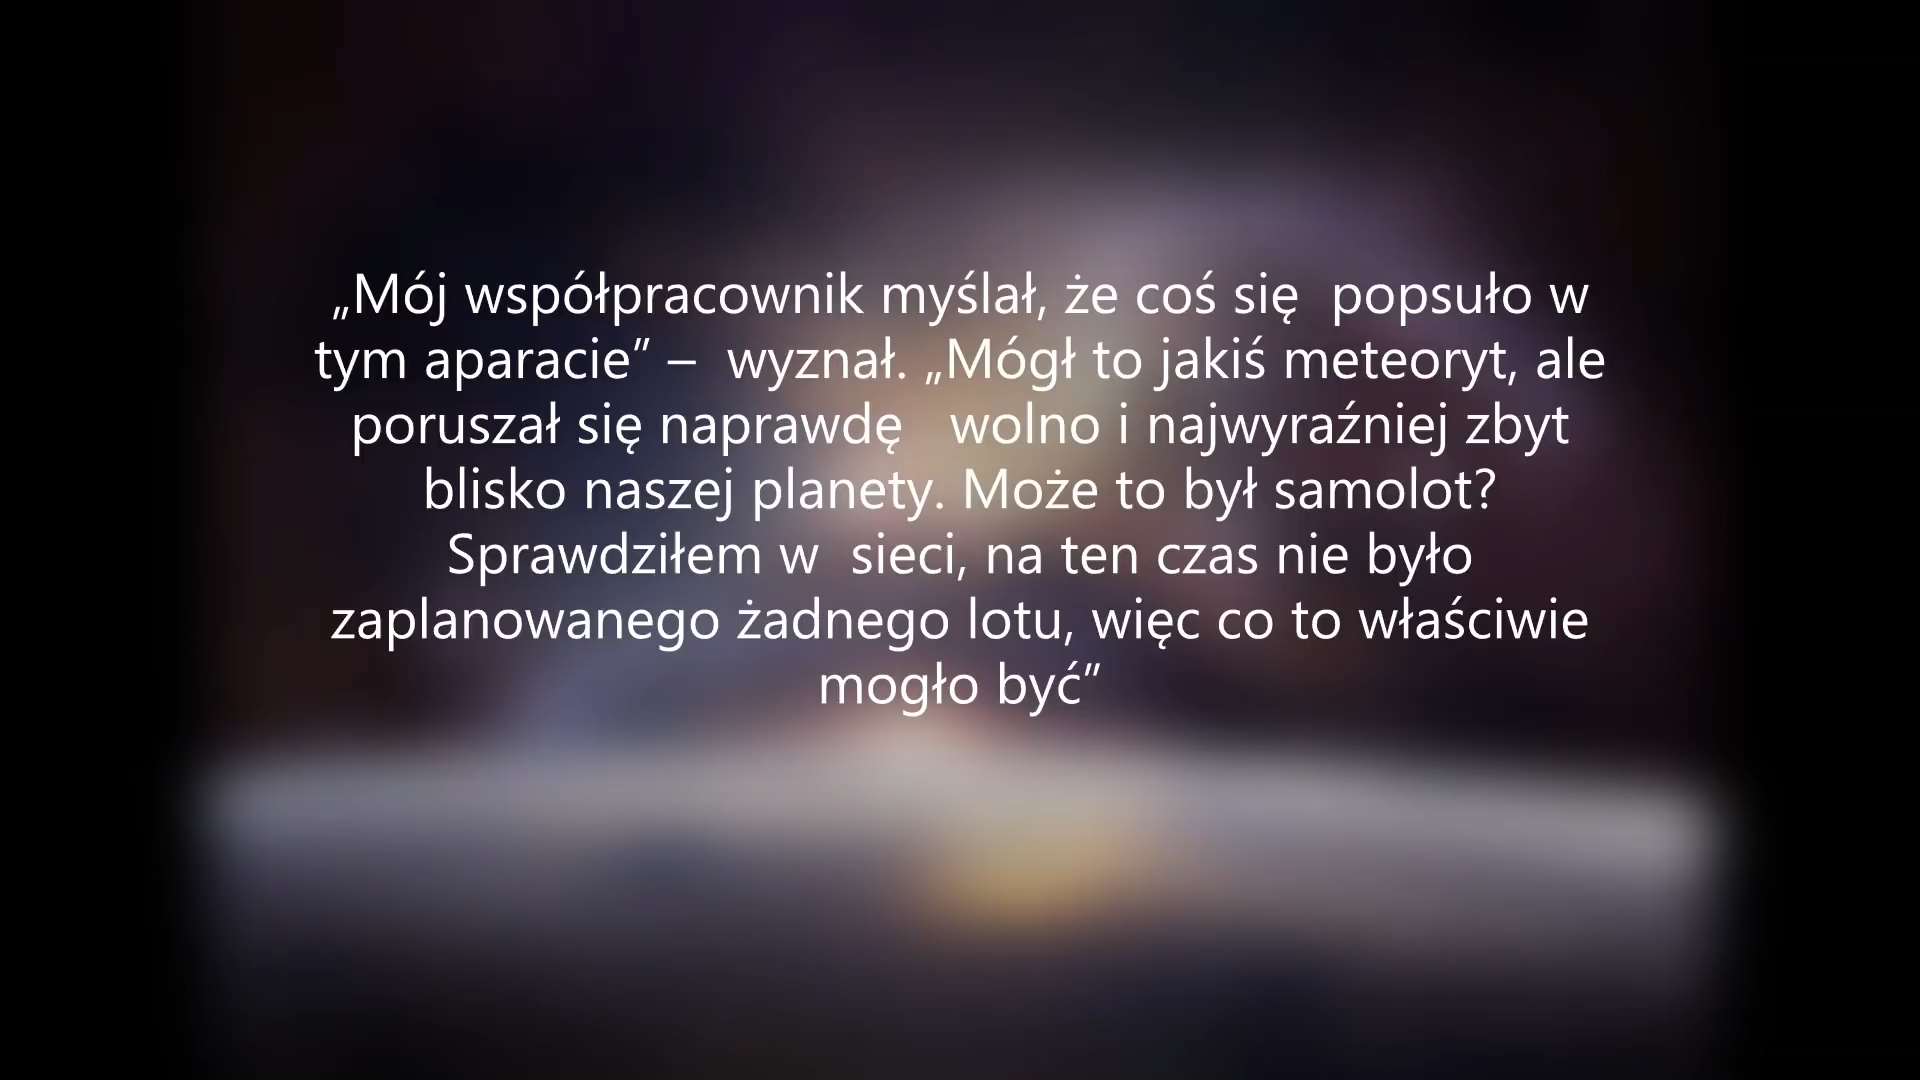 „Mój współpracownik myślał, że coś się  popsuło w
tym aparacie” –  wyznał. „Mógł to jakiś meteoryt, ale
poruszał się naprawdę   wolno i najwyraźniej zbyt
blisko naszej planety. Może to był samolot?
Sprawdziłem w  sieci, na ten czas nie było
zaplanowanego żadnego lotu, więc co to właściwie
mogło być”